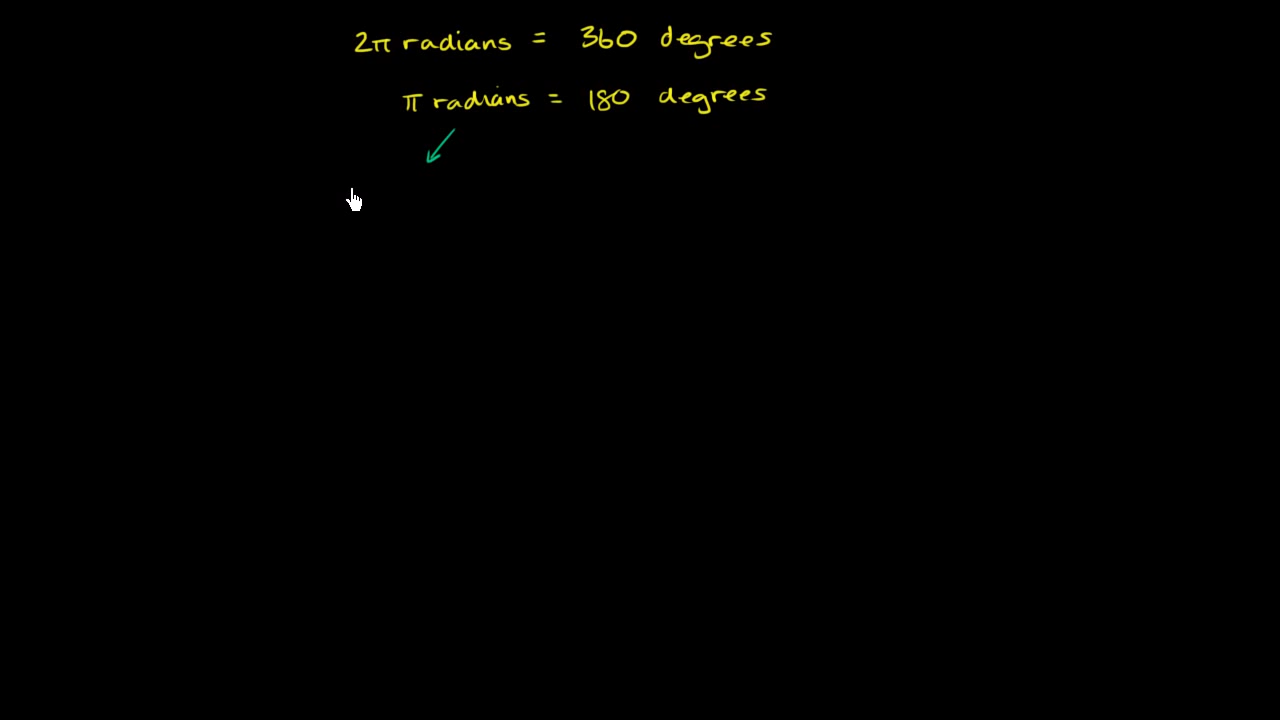 2π radians = 360 degrees
π radians = 180 degrees